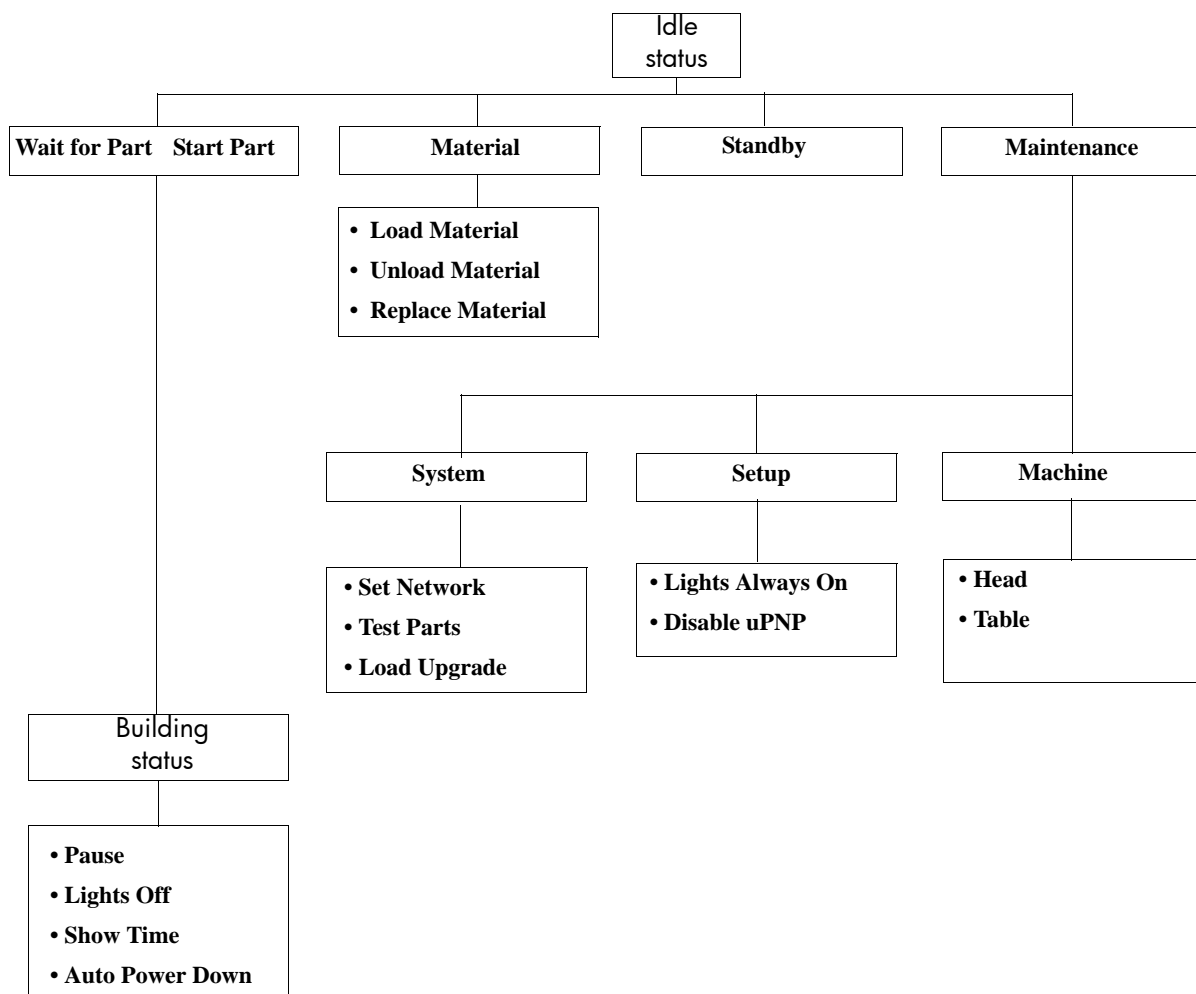 Idle
status
Wait for Part Start Part
Material
Standby
Maintenance
• Load Material
• Unload Material
• Replace Material
System
Setup
Machine
• Set Network
• Test Parts
• Load Upgrade
• Lights Always On
• Disable uPNP
• Head
• Table
Building
status
• Pause
• Lights Off
• Show Time
• Auto Power Down